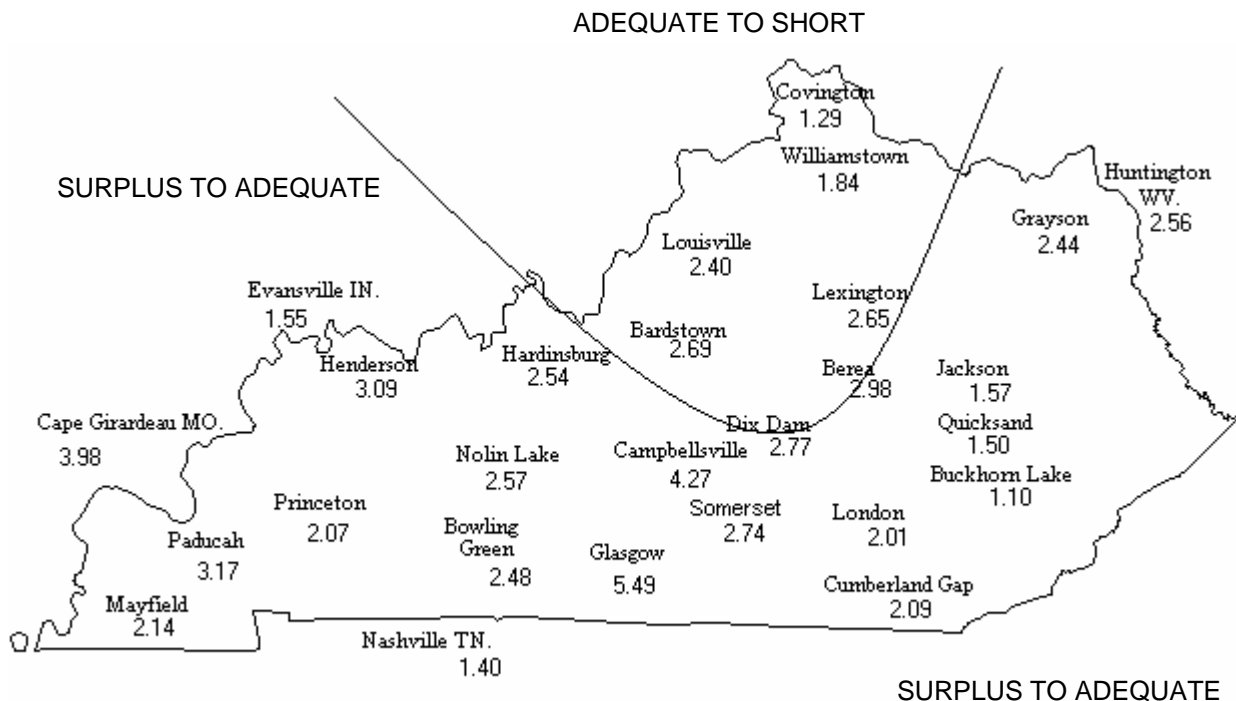 ADEQUATE TO SHORT
Covington
1.29
Williamstown
1.84
SURPLUS TO ADEQUATE
Huntington
WV.
2.56
Grayson
2.44
Louisville
2.40
Evansville IN.
1.55
Lexington
2.65
Bardstown
2.69
Hardinsburg
2.54
Henderson
3.09
Berea
2.98
Jackson
1.57
Cape Girardeau MO.
3.98
Dix Dam
2.77
Quicksand
1.50
Nolin Lake
2.57
Campbellsville
4.27
Buckhorn Lake
1.10
Princeton
2.07
Somerset
2.74
London
2.01
Paducah
3.17
Bowling
Green
2.48
Glasgow
5.49
Cumberland Gap
2.09
Mayfield
2.14
Nashville TN.
1.40
SURPLUS TO ADEQUATE